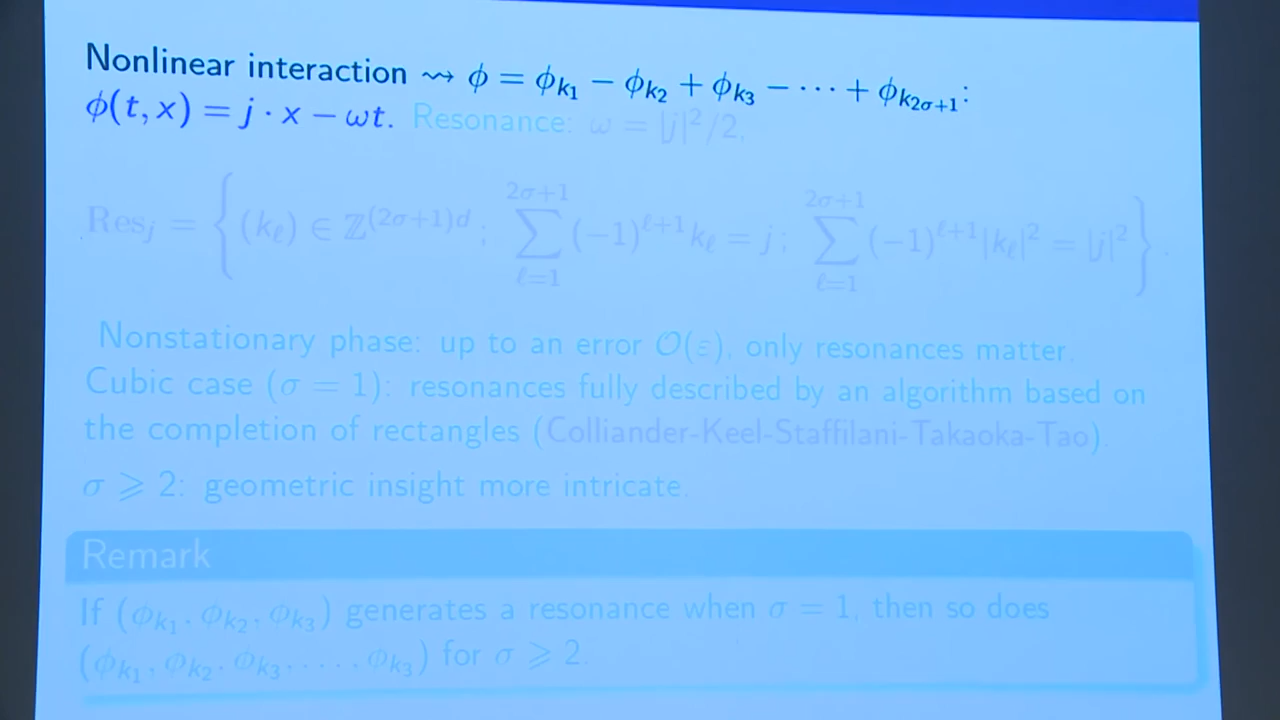 Nonlinear interaction ⇝ ϕ = ϕ_{k_1} − ϕ_{k_2} + ϕ_{k_3} − ⋯ + ϕ_{k_{2σ+1}}:
ϕ(t, x) = j · x − ωt. Resonance: ω = |j|²/2.
Res_j = { (k_ℓ) ∈ ℤ^{(2σ+1)d}; ∑_{ℓ=1}^{2σ+1} (−1)^{ℓ+1} k_ℓ = j; ∑_{ℓ=1}^{2σ+1} (−1)^{ℓ+1} |k_ℓ|² = |j|² }.
Nonstationary phase: up to an error 𝒪(ε), only resonances matter.
Cubic case (σ = 1): resonances fully described by an algorithm based on
the completion of rectangles (Colliander-Keel-Staffilani-Takaoka-Tao).
σ ⩾ 2: geometric insight more intricate.
Remark
If (ϕ_{k_1}, ϕ_{k_2}, ϕ_{k_3}) generates a resonance when σ = 1, then so does
(ϕ_{k_1}, ϕ_{k_2}, ϕ_{k_3}, . . . , ϕ_{k_3}) for σ ⩾ 2.